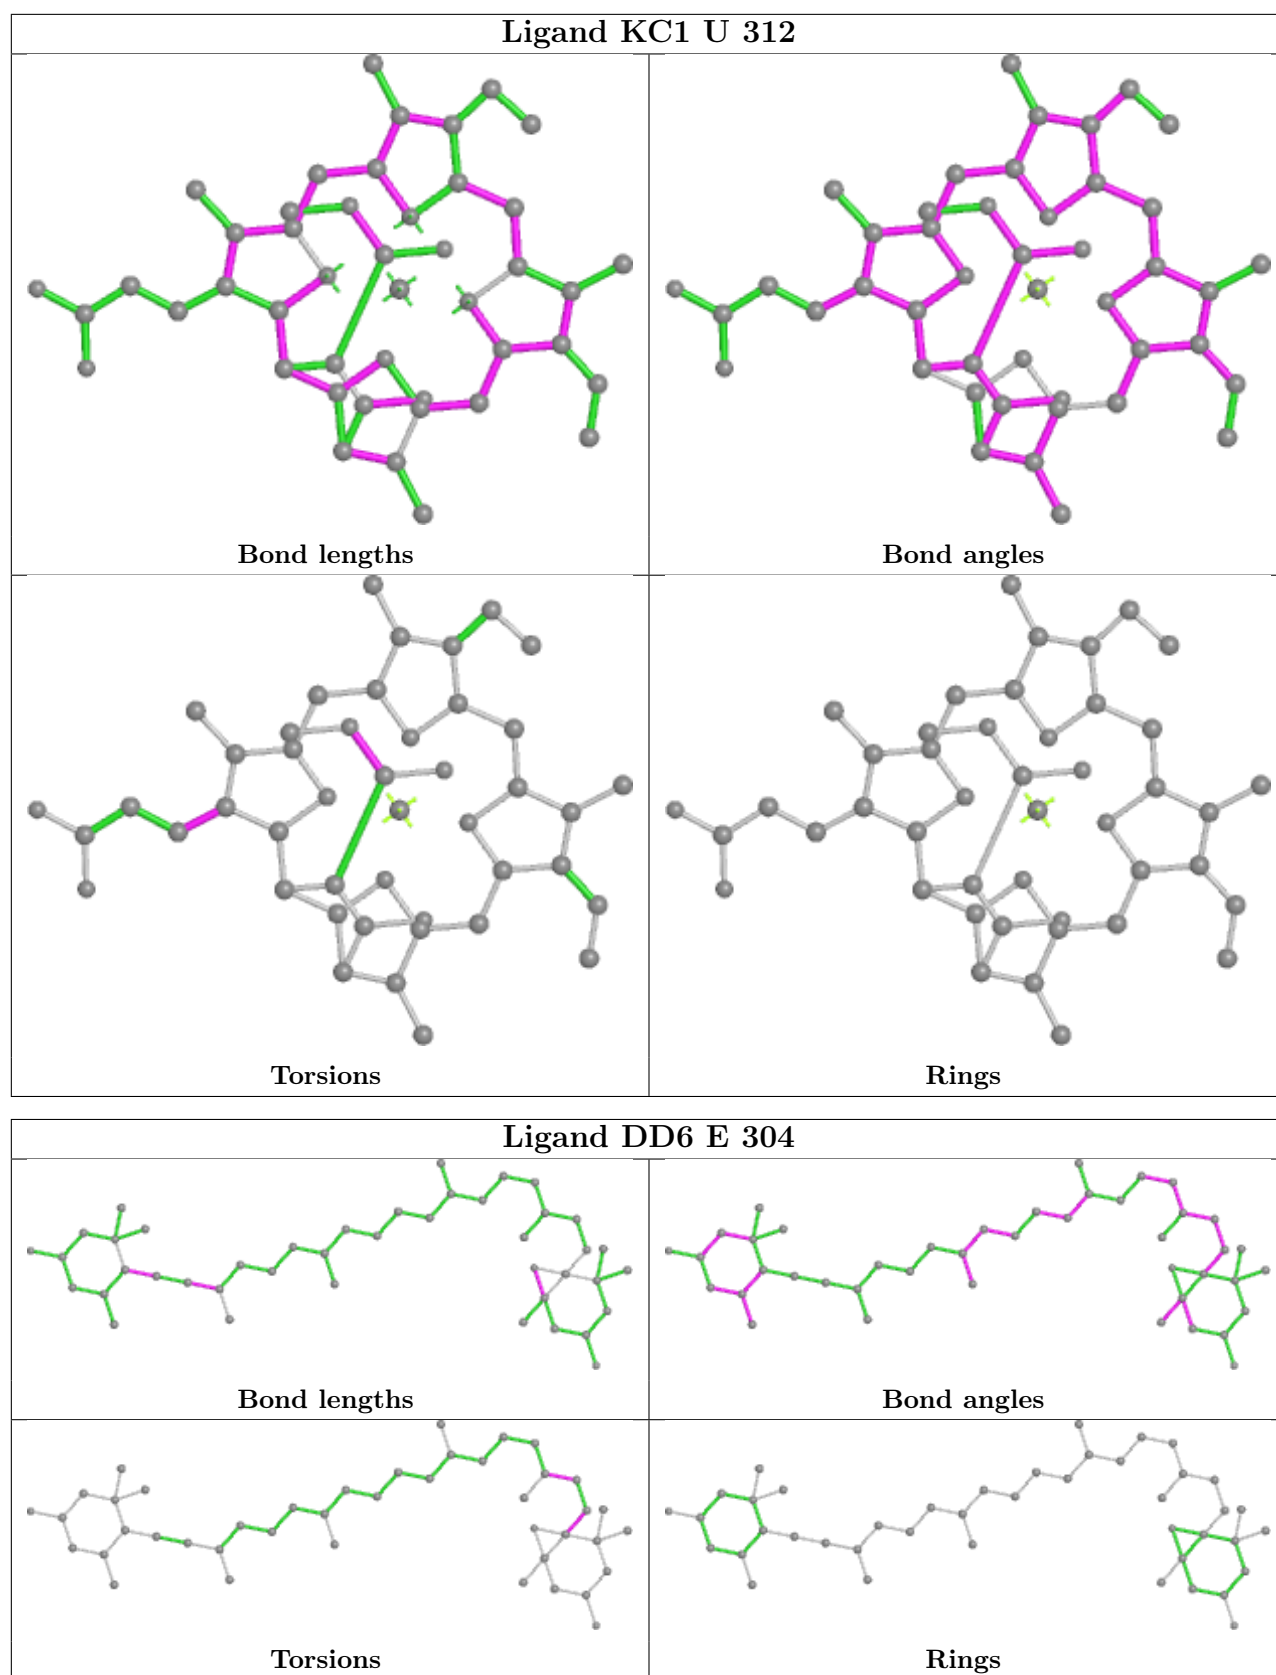 Ligand KC1 U 312
Bond lengths
Bond angles
Torsions
Rings
Ligand DD6 E 304
Bond lengths
Bond angles
Torsions
Rings